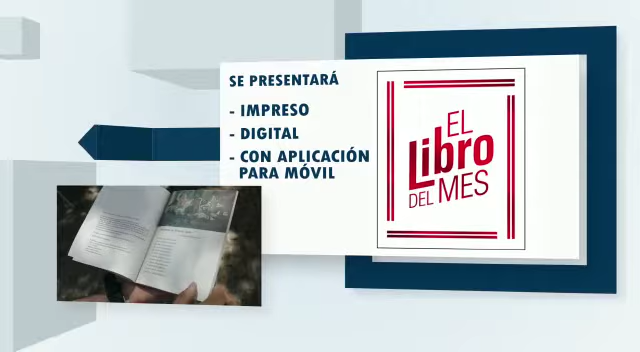 SE PRESENTARÁ
- IMPRESO
- DIGITAL
- CON APLICACIÓN
PARA MÓVIL
EL
Libro
DEL MES